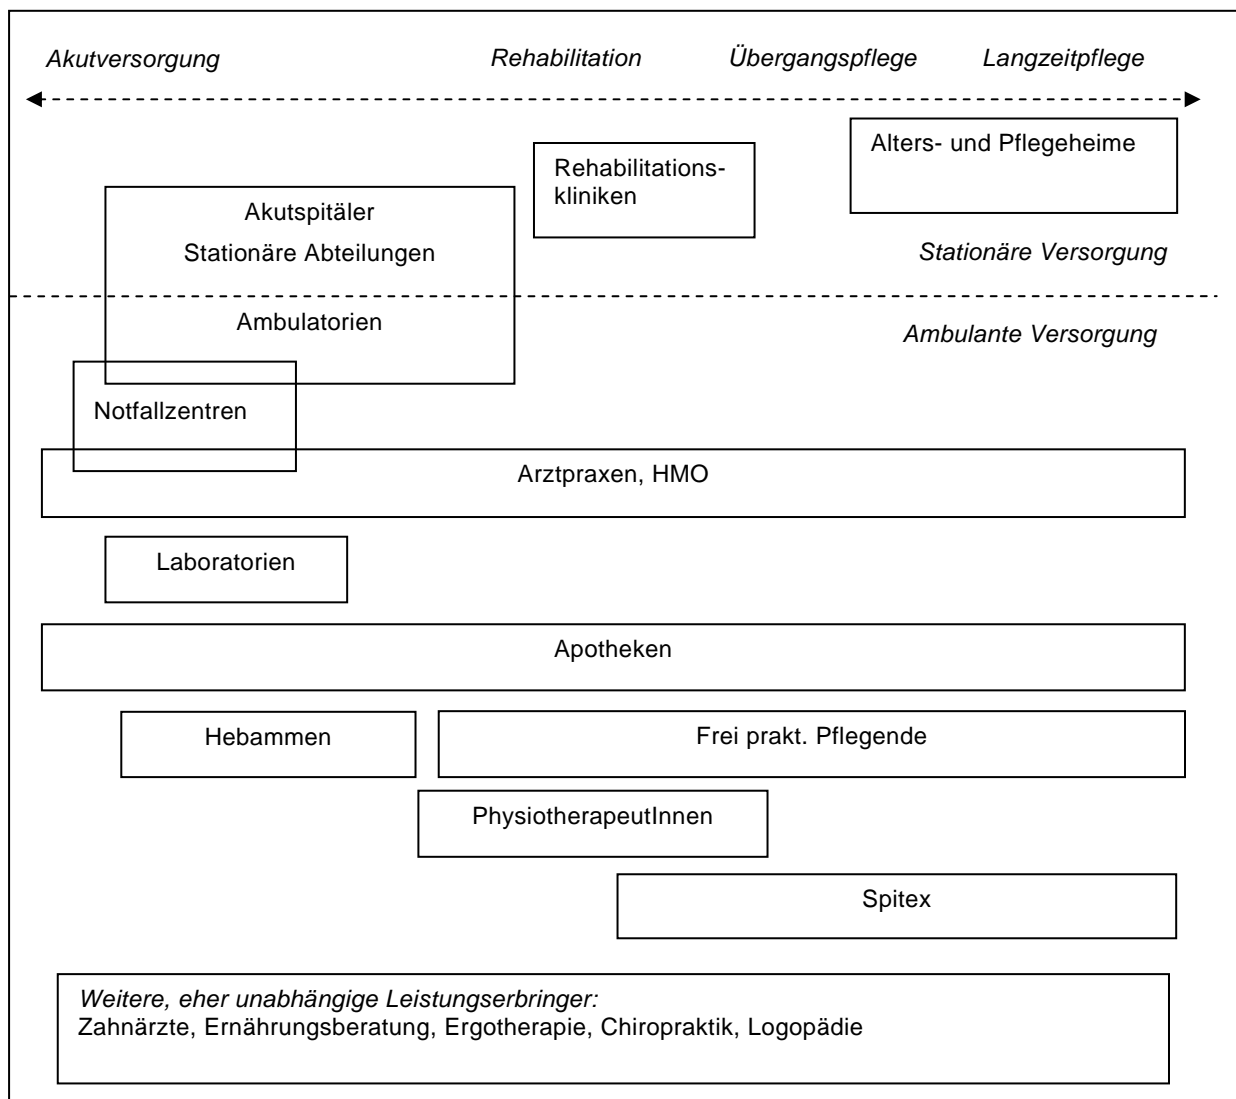 Akutversorgung Rehabilitation Übergangspflege Langzeitpflege
Alters- und Pflegeheime
Rehabilitations-
kliniken
Akutspitäler
Stationäre Abteilungen
Stationäre Versorgung
Ambulatorien
Ambulante Versorgung
Notfallzentren
Arztpraxen, HMO
Laboratorien
Apotheken
Hebammen
Frei prakt. Pflegende
PhysiotherapeutInnen
Spitex
Weitere, eher unabhängige Leistungserbringer:
Zahnärzte, Ernährungsberatung, Ergotherapie, Chiropraktik, Logopädie